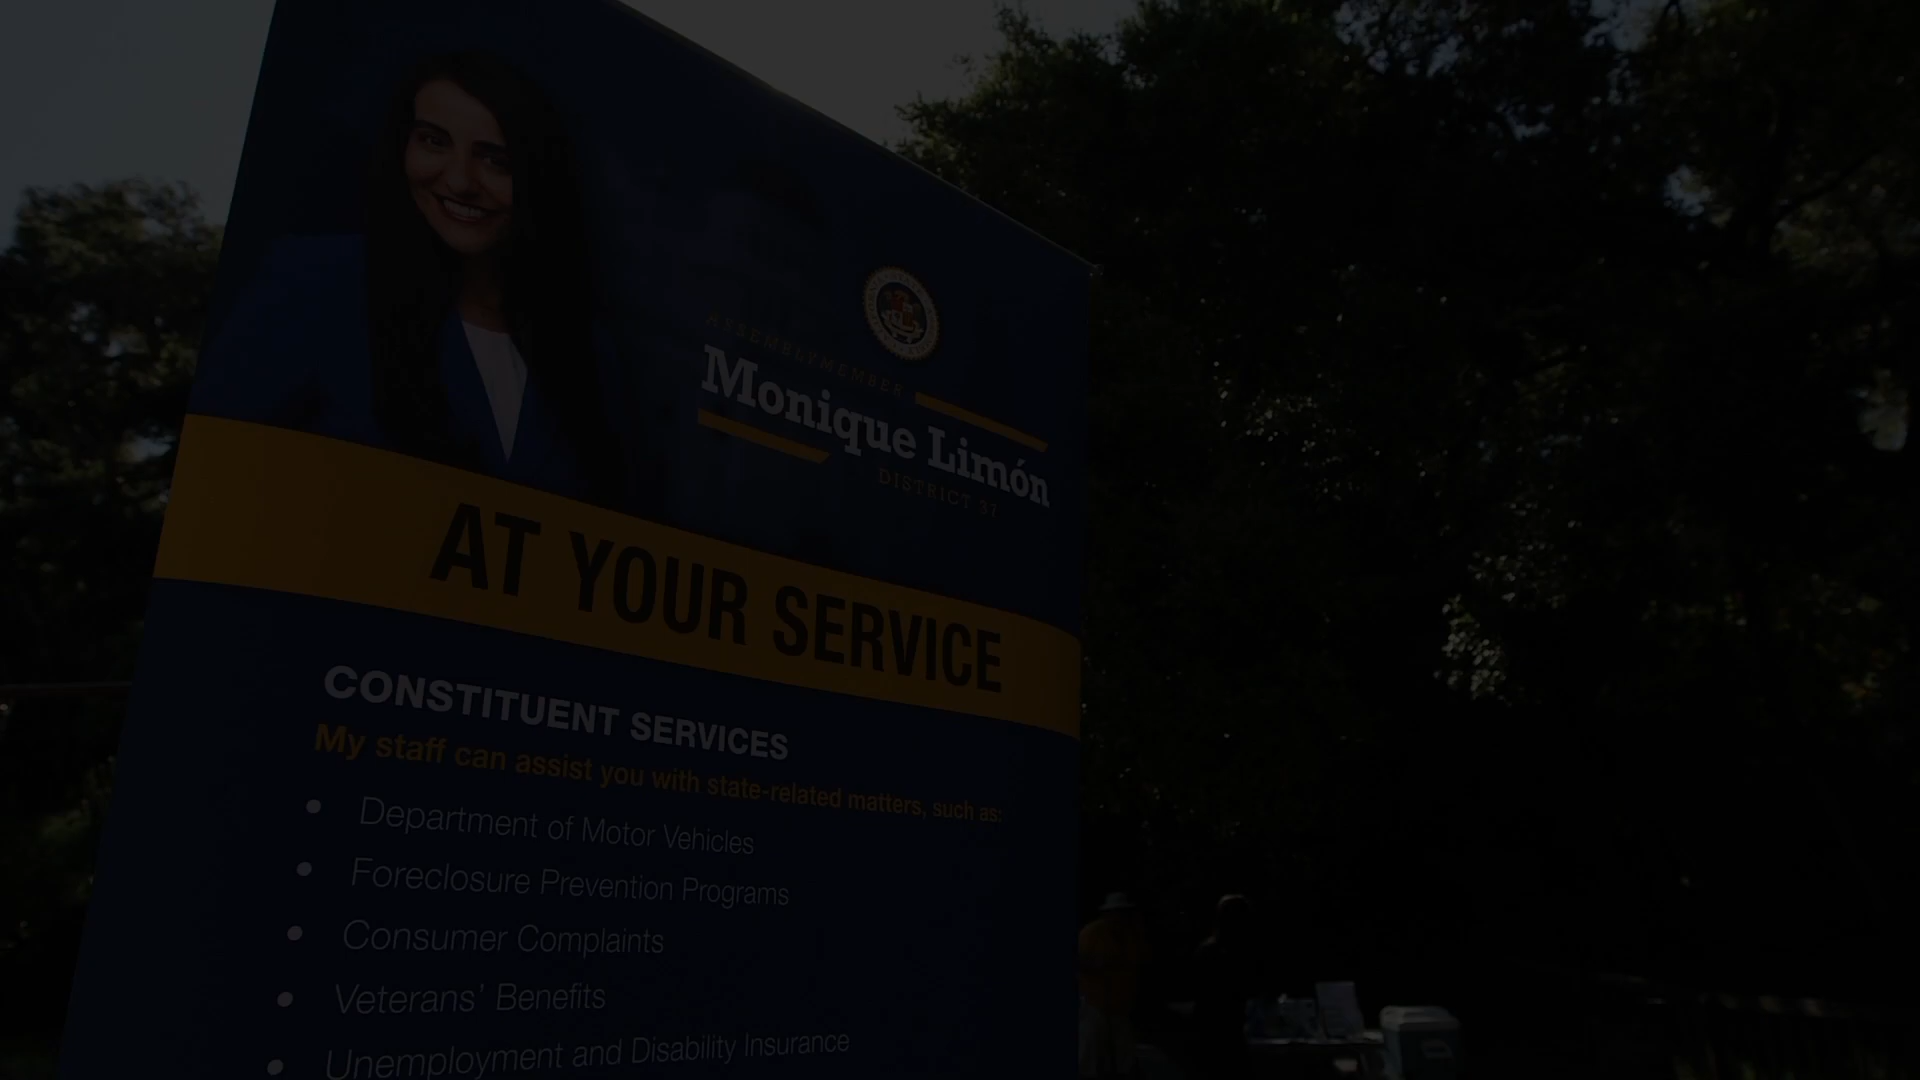 ASSEMBLYMEMBER
Monique Limón
DISTRICT 37
AT YOUR SERVICE
CONSTITUENT SERVICES
My staff can assist you with state-related matters, such as:
• Department of Motor Vehicles
• Foreclosure Prevention Programs
• Consumer Complaints
• Veterans’ Benefits
• Unemployment and Disability Insurance